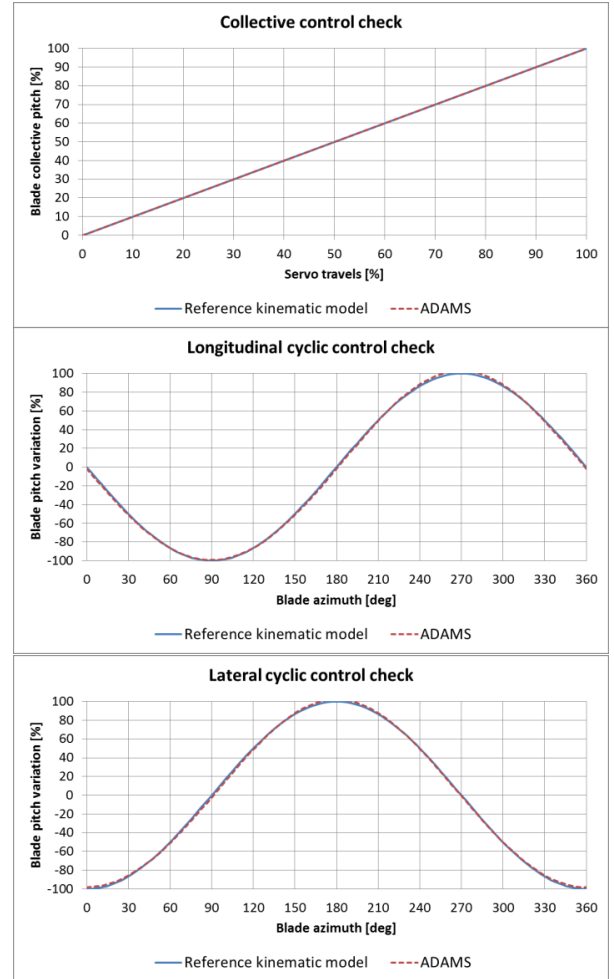 Collective control check
Blade collective pitch [%]
100
90
80
70
60
50
40
30
20
10
0
0 10 20 30 40 50 60 70 80 90 100
Servo travels [%]
Reference kinematic model ADAMS
Longitudinal cyclic control check
Blade pitch variation [%]
100
80
60
40
20
0
-20
-40
-60
-80
-100
0 30 60 90 120 150 180 210 240 270 300 330 360
Blade azimuth [deg]
Reference kinematic model ADAMS
Lateral cyclic control check
Blade pitch variation [%]
100
80
60
40
20
0
-20
-40
-60
-80
-100
0 30 60 90 120 150 180 210 240 270 300 330 360
Blade azimuth [deg]
Reference kinematic model ADAMS